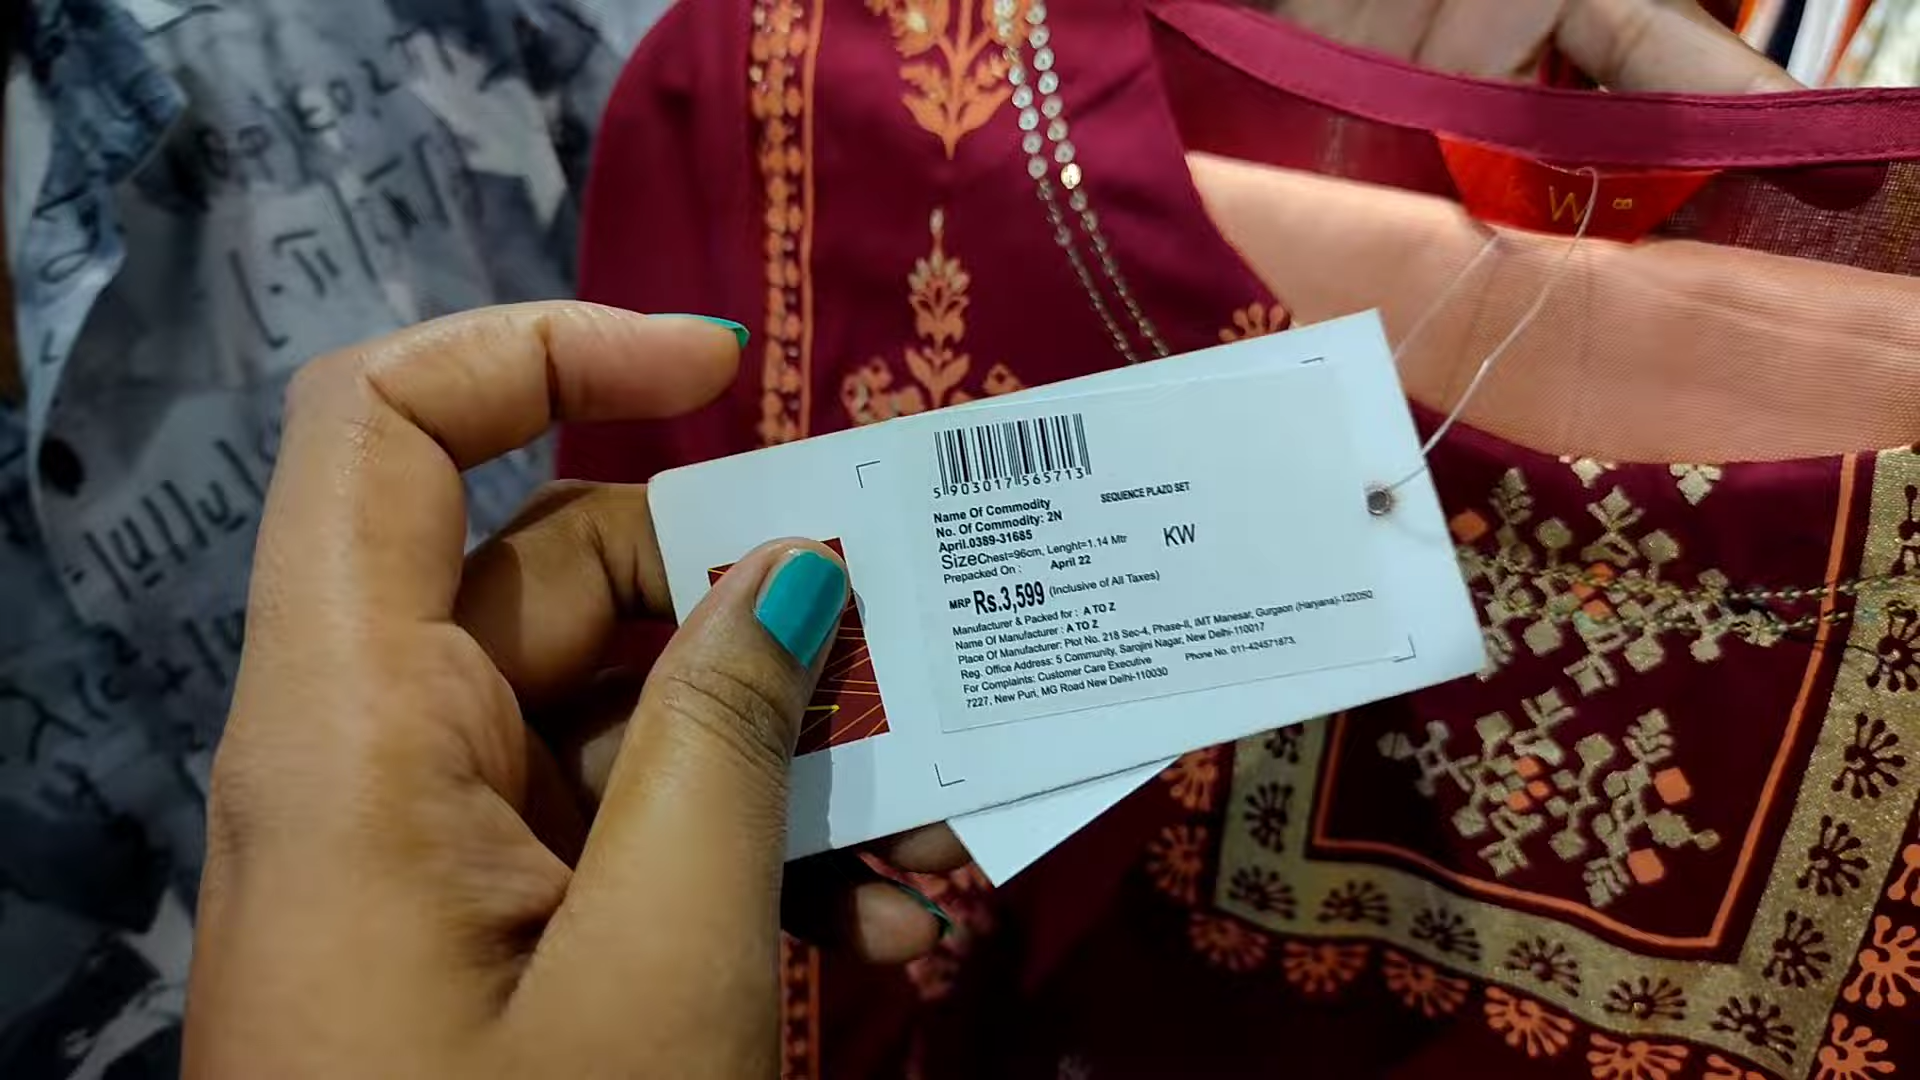 W 8
5 903017 565713
Name Of Commodity SEQUENCE PLAZO SET
No. Of Commodity: 2N
April.0389-31685
SizeChest=96cm, Lenght=1.14 Mtr KW
Prepacked On : April 22
MRP Rs.3,599 (Inclusive of All Taxes)
Manufacturer & Packed for : A TO Z
Name Of Manufacturer : A TO Z
Place Of Manufacturer: Plot No. 218 Sec-4, Phase-II, IMT Manesar, Gurgaon (Haryana)-122050
Reg. Office Address: 5 Community, Sarojini Nagar, New Delhi-110017
For Complaints: Customer Care Executive Phone No. 011-424571873,
7227, New Puri, MG Road New Delhi-110030